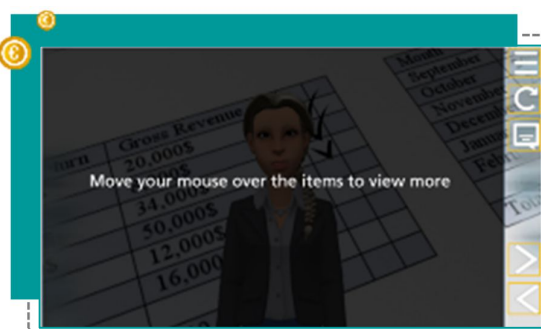 Month
September
October
November
December
Gross Revenue
20,000$
34,000$
50,000$
12,000$
16,000
Move your mouse over the items to view more